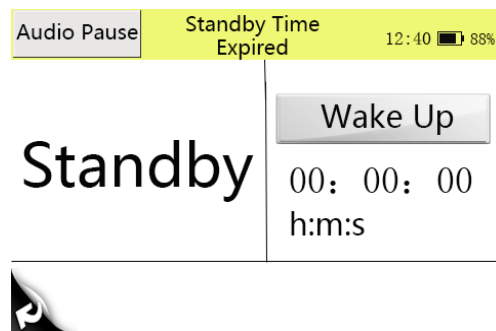 Audio Pause
Standby Time
Expired
12:40
88%
Standby
Wake Up
00： 00： 00
h:m:s